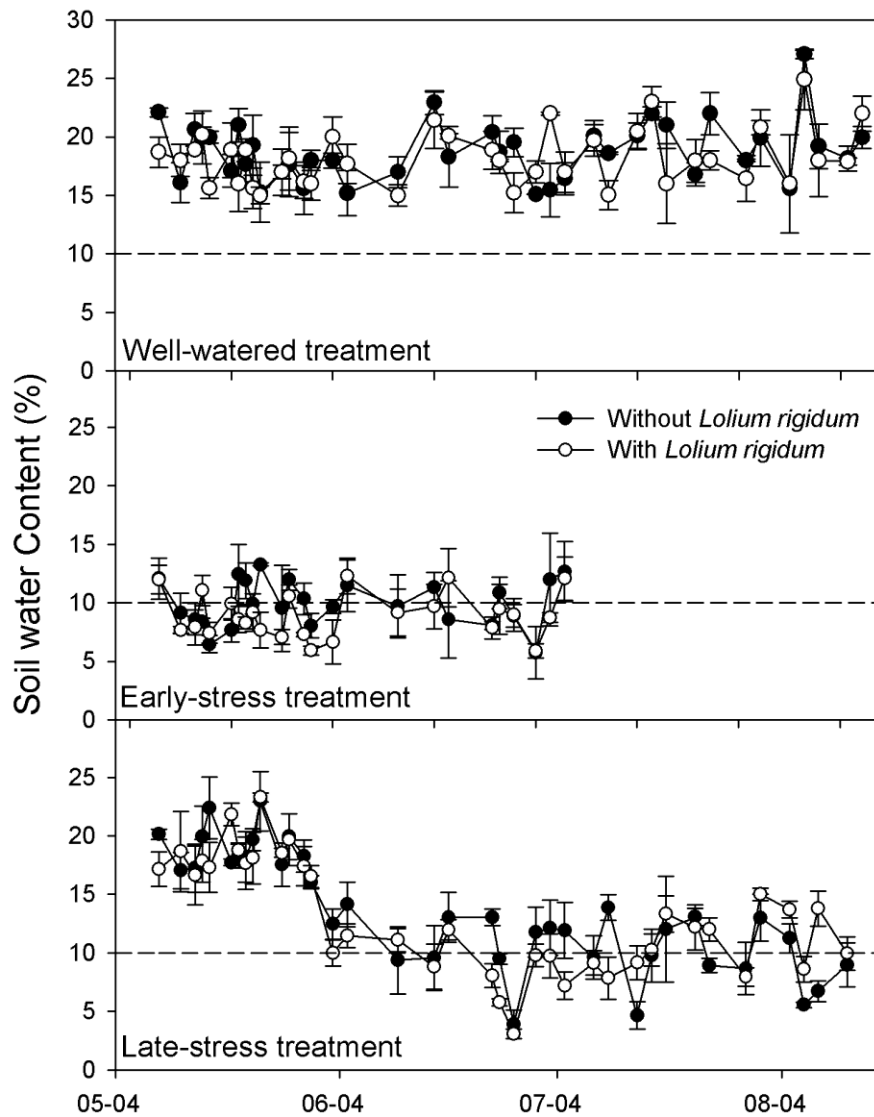 30
25
20
15
10
5
0
Well-watered treatment
Soil water Content (%)
25
20
15
10
5
0
Without Lolium rigidum
With Lolium rigidum
Early-stress treatment
25
20
15
10
5
0
Late-stress treatment
05-04 06-04 07-04 08-04